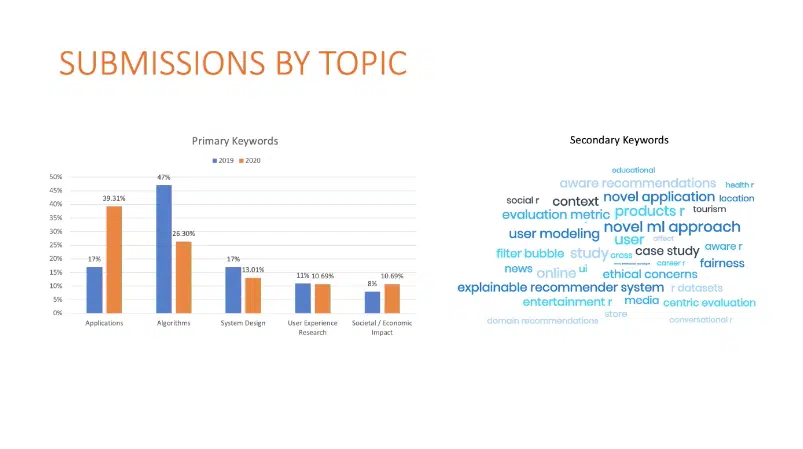 SUBMISSIONS BY TOPIC
Primary Keywords
2019 2020
50%
45%
40%
35%
30%
25%
20%
15%
10%
5%
0%
17%
39.31%
47%
26.30%
17%
13.01%
11% 10.69%
8%
10.69%
Applications
Algorithms
System Design
User Experience
Research
Societal / Economic
Impact
Secondary Keywords
educational
aware recommendations
health r
social r
context
novel application
location
evaluation metric
products r
tourism
user modeling
novel ml approach
user
effect
filter bubble
study
cross
case study
aware r
news
online
ui
career r
fairness
ethical concerns
explainable recommender system
r datasets
entertainment r
media
centric evaluation
store
domain recommendations
conversational r